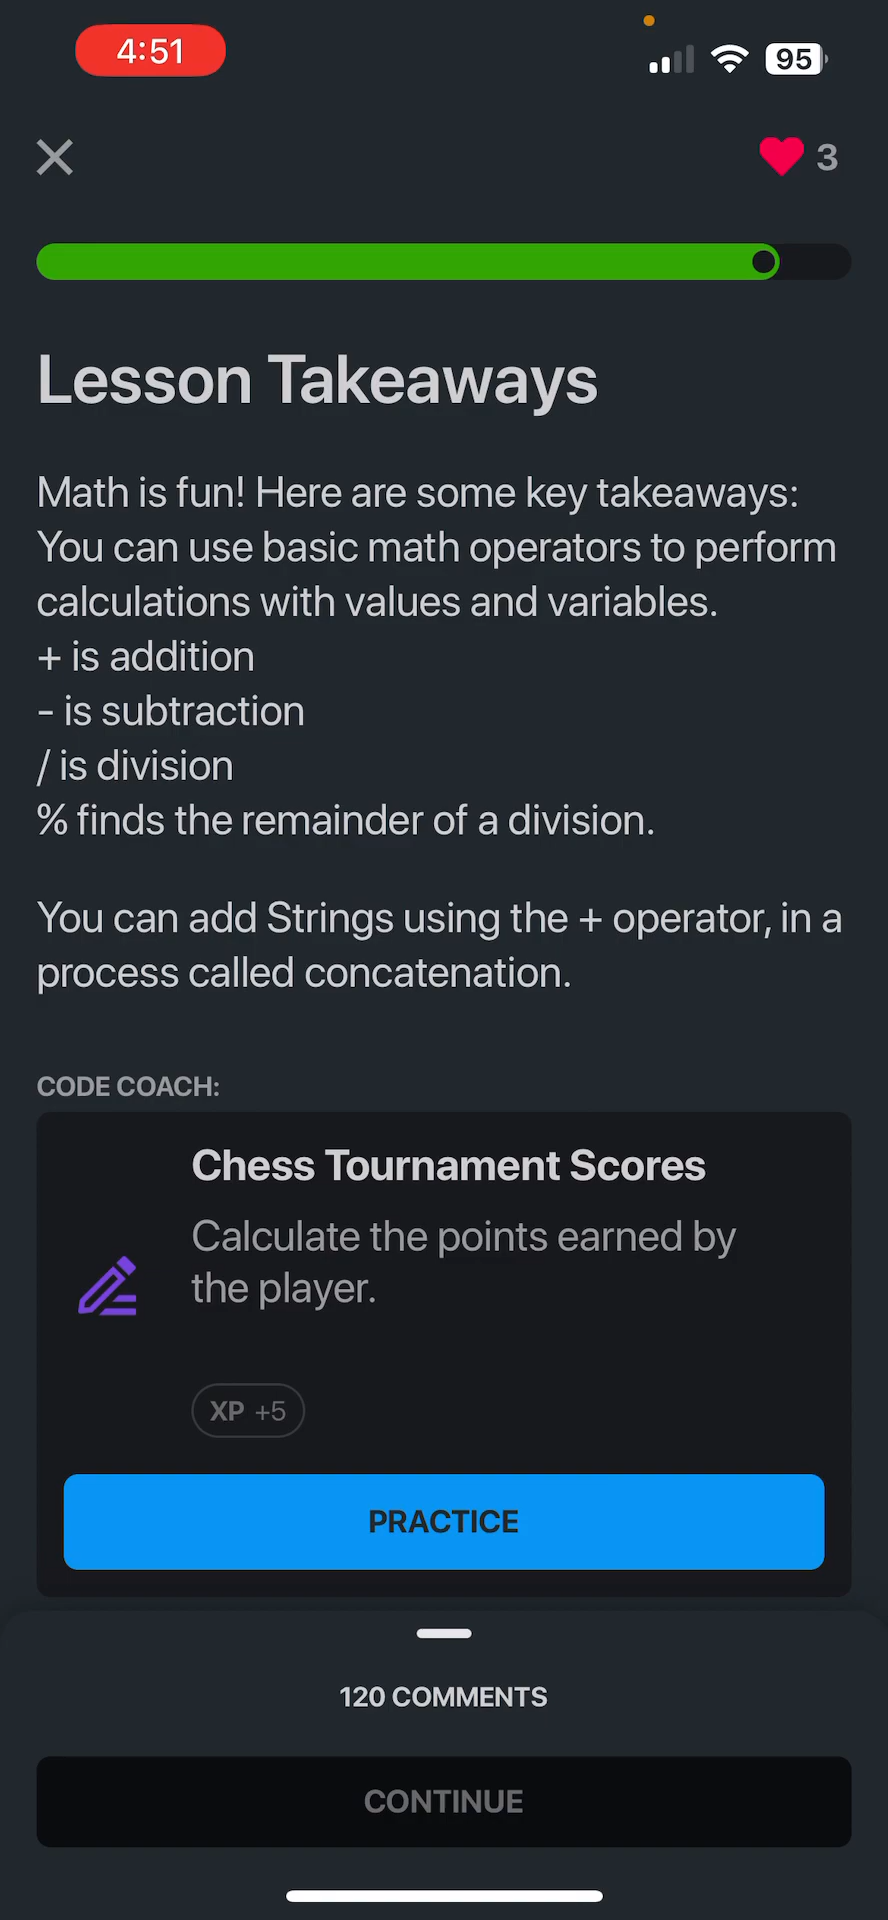 4:51
95
3
Lesson Takeaways
Math is fun! Here are some key takeaways:
You can use basic math operators to perform
calculations with values and variables.
+ is addition
- is subtraction
/ is division
% finds the remainder of a division.
You can add Strings using the + operator, in a
process called concatenation.
CODE COACH:
Chess Tournament Scores
Calculate the points earned by
the player.
XP +5
PRACTICE
120 COMMENTS
CONTINUE